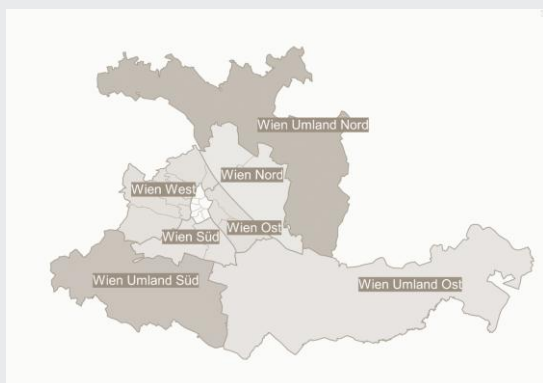 Wien Umland Nord
Wien Nord
Wien West
Wien Ost
Wien Süd
Wien Umland Süd
Wien Umland Ost